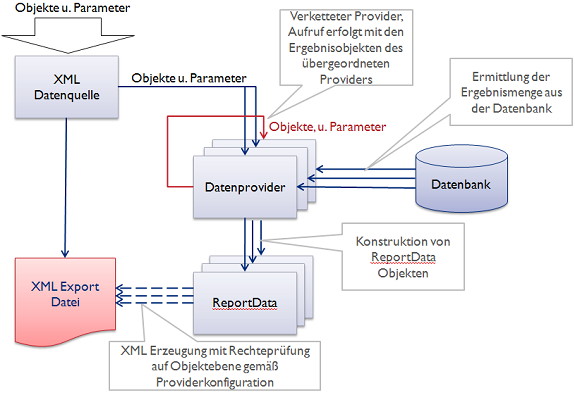 Objekte u. Parameter
XML
Datenquelle
Objekte u. Parameter
Verketteter Provider,
Aufruf erfolgt mit den
Ergebnisobjekten des
übergeordneten
Providers
Ermittlung der
Ergebnismenge aus
der Datenbank
Objekte, u. Parameter
Datenprovider
Datenbank
Konstruktion von
ReportData
Objekten
XML Export
Datei
ReportData
XML Erzeugung mit Rechteprüfung
auf Objektebene gemäß
Providerkonfiguration